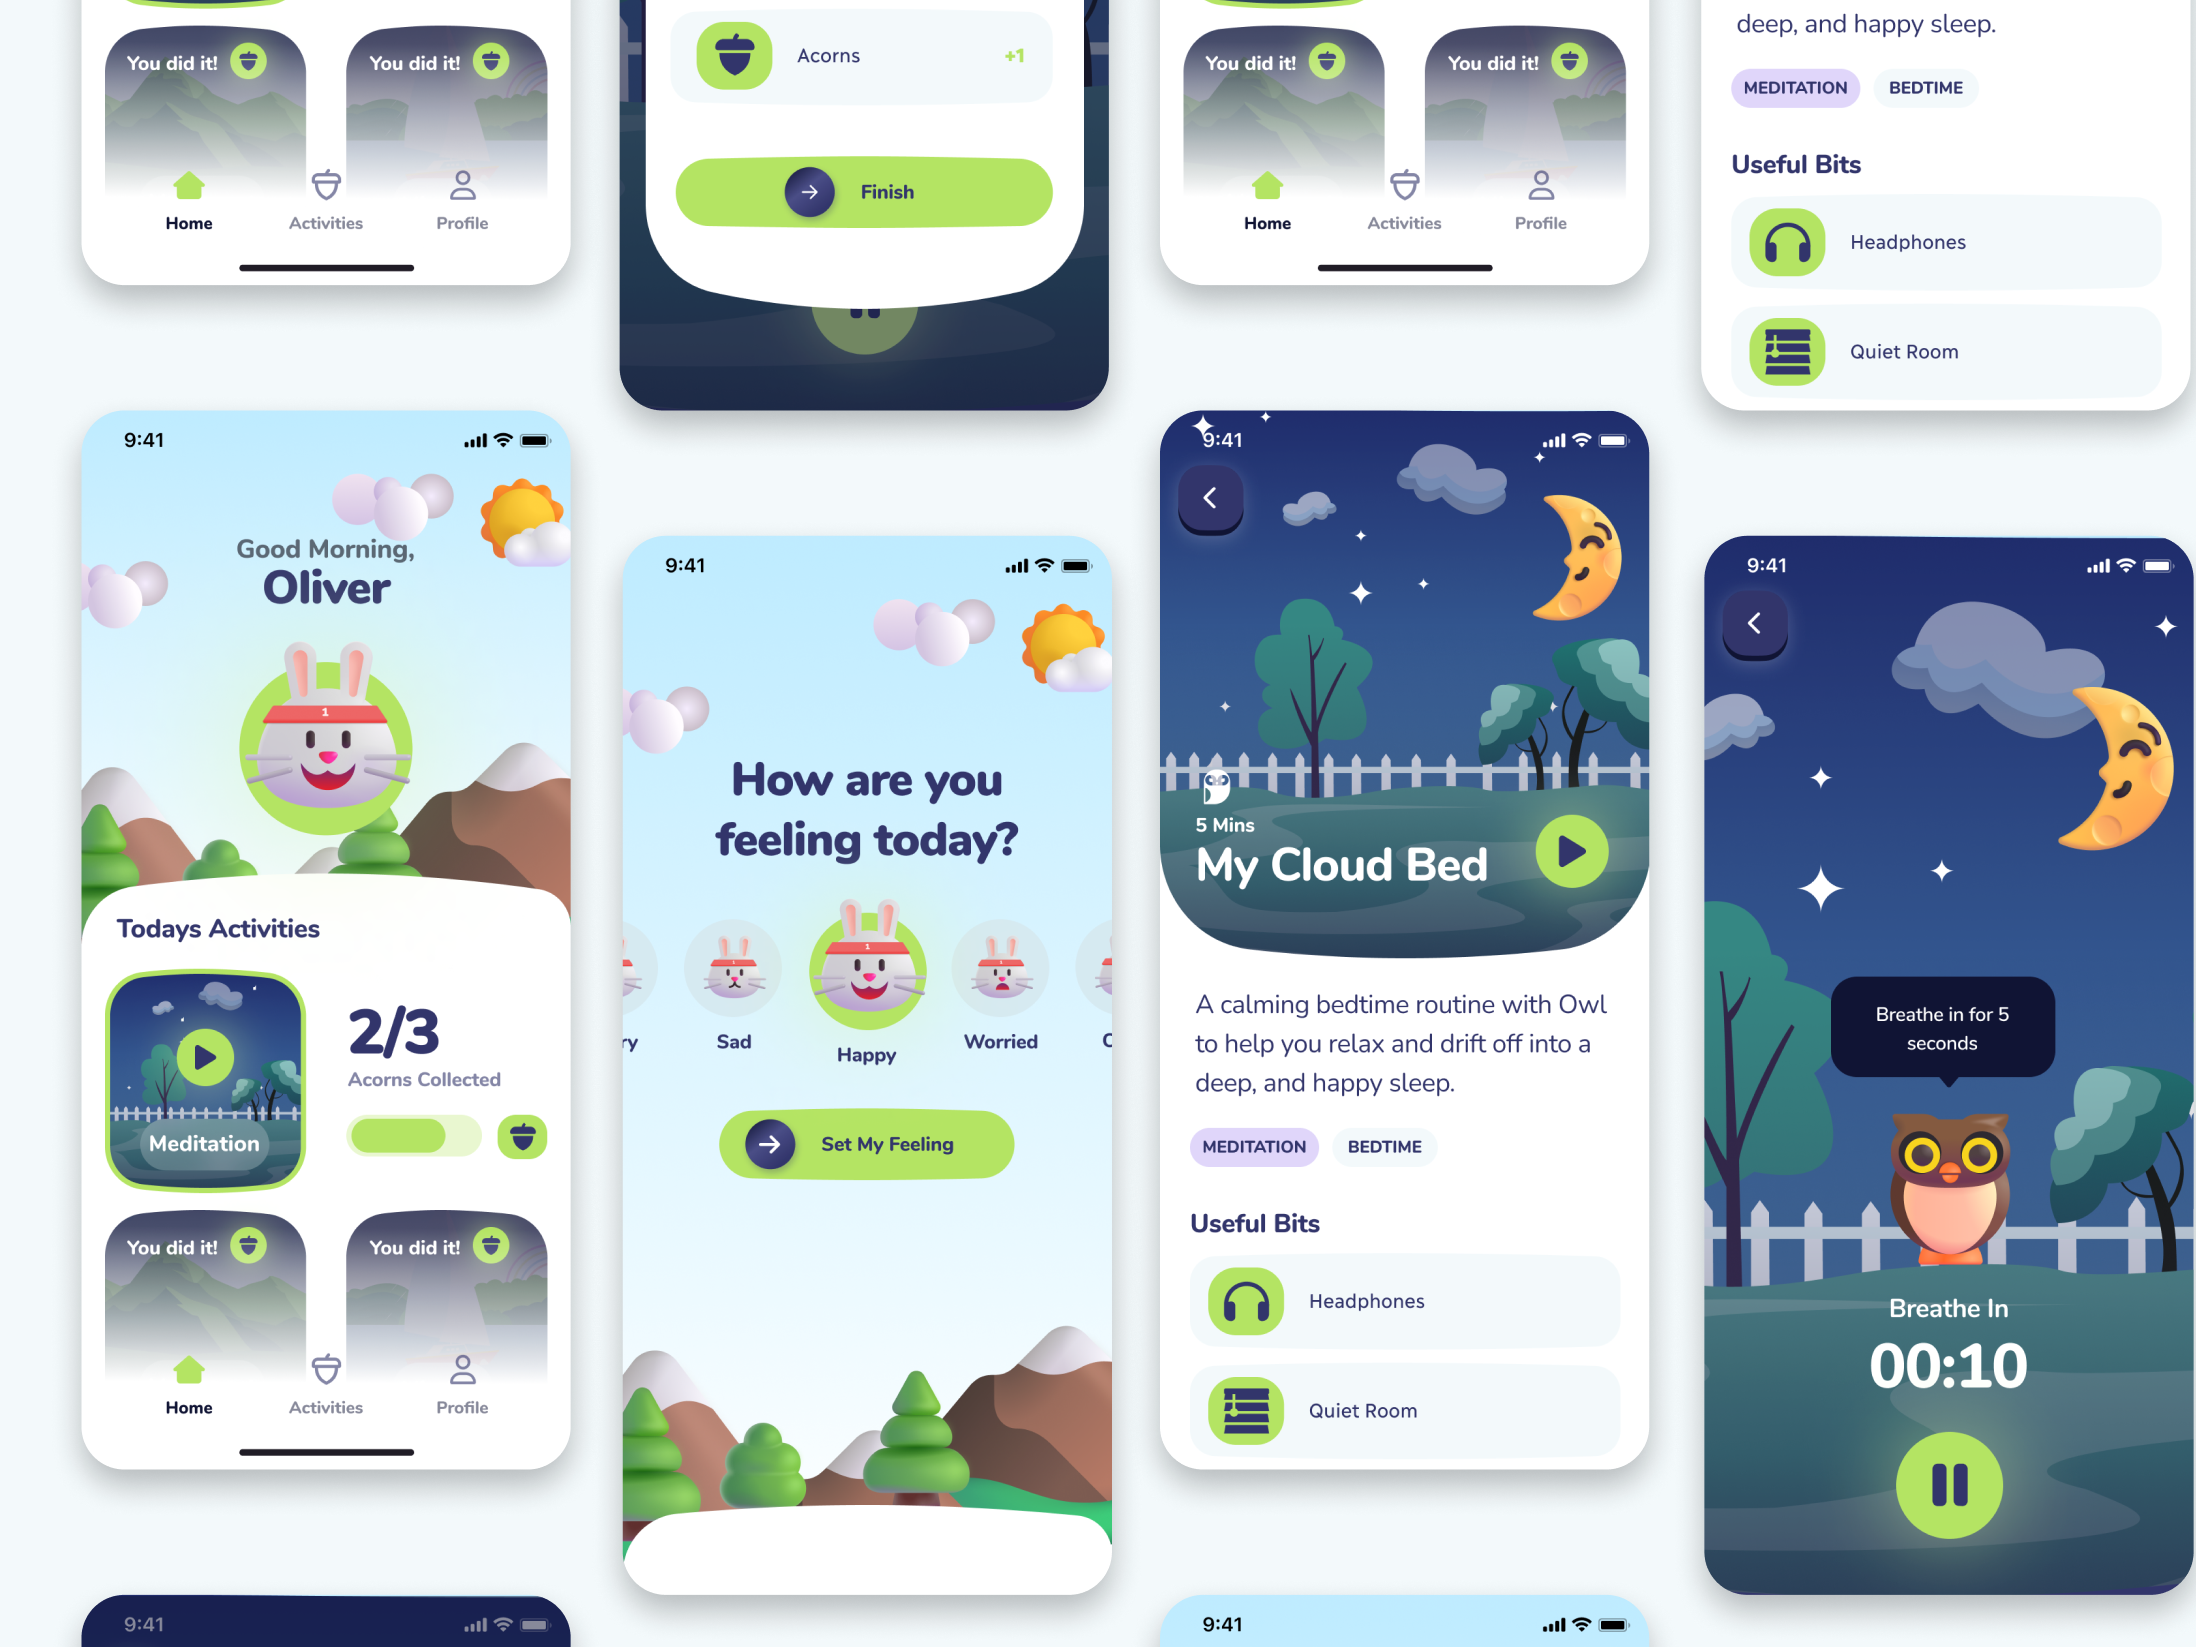 You did it!
You did it!
Home
Activities
Profile
Acorns
+1
Finish
You did it!
You did it!
Home
Activities
Profile
deep, and happy sleep.
MEDITATION
BEDTIME
Useful Bits
Headphones
Quiet Room
9:41
Good Morning,
Oliver
1
Todays Activities
Meditation
2/3
Acorns Collected
You did it!
You did it!
Home
Activities
Profile
9:41
How are you
feeling today?
1
ry
Sad
Happy
Worried
Set My Feeling
9:41
5 Mins
My Cloud Bed
A calming bedtime routine with Owl
to help you relax and drift off into a
deep, and happy sleep.
MEDITATION
BEDTIME
Useful Bits
Headphones
Quiet Room
9:41
Breathe in for 5
seconds
Breathe In
00:10
9:41
9:41